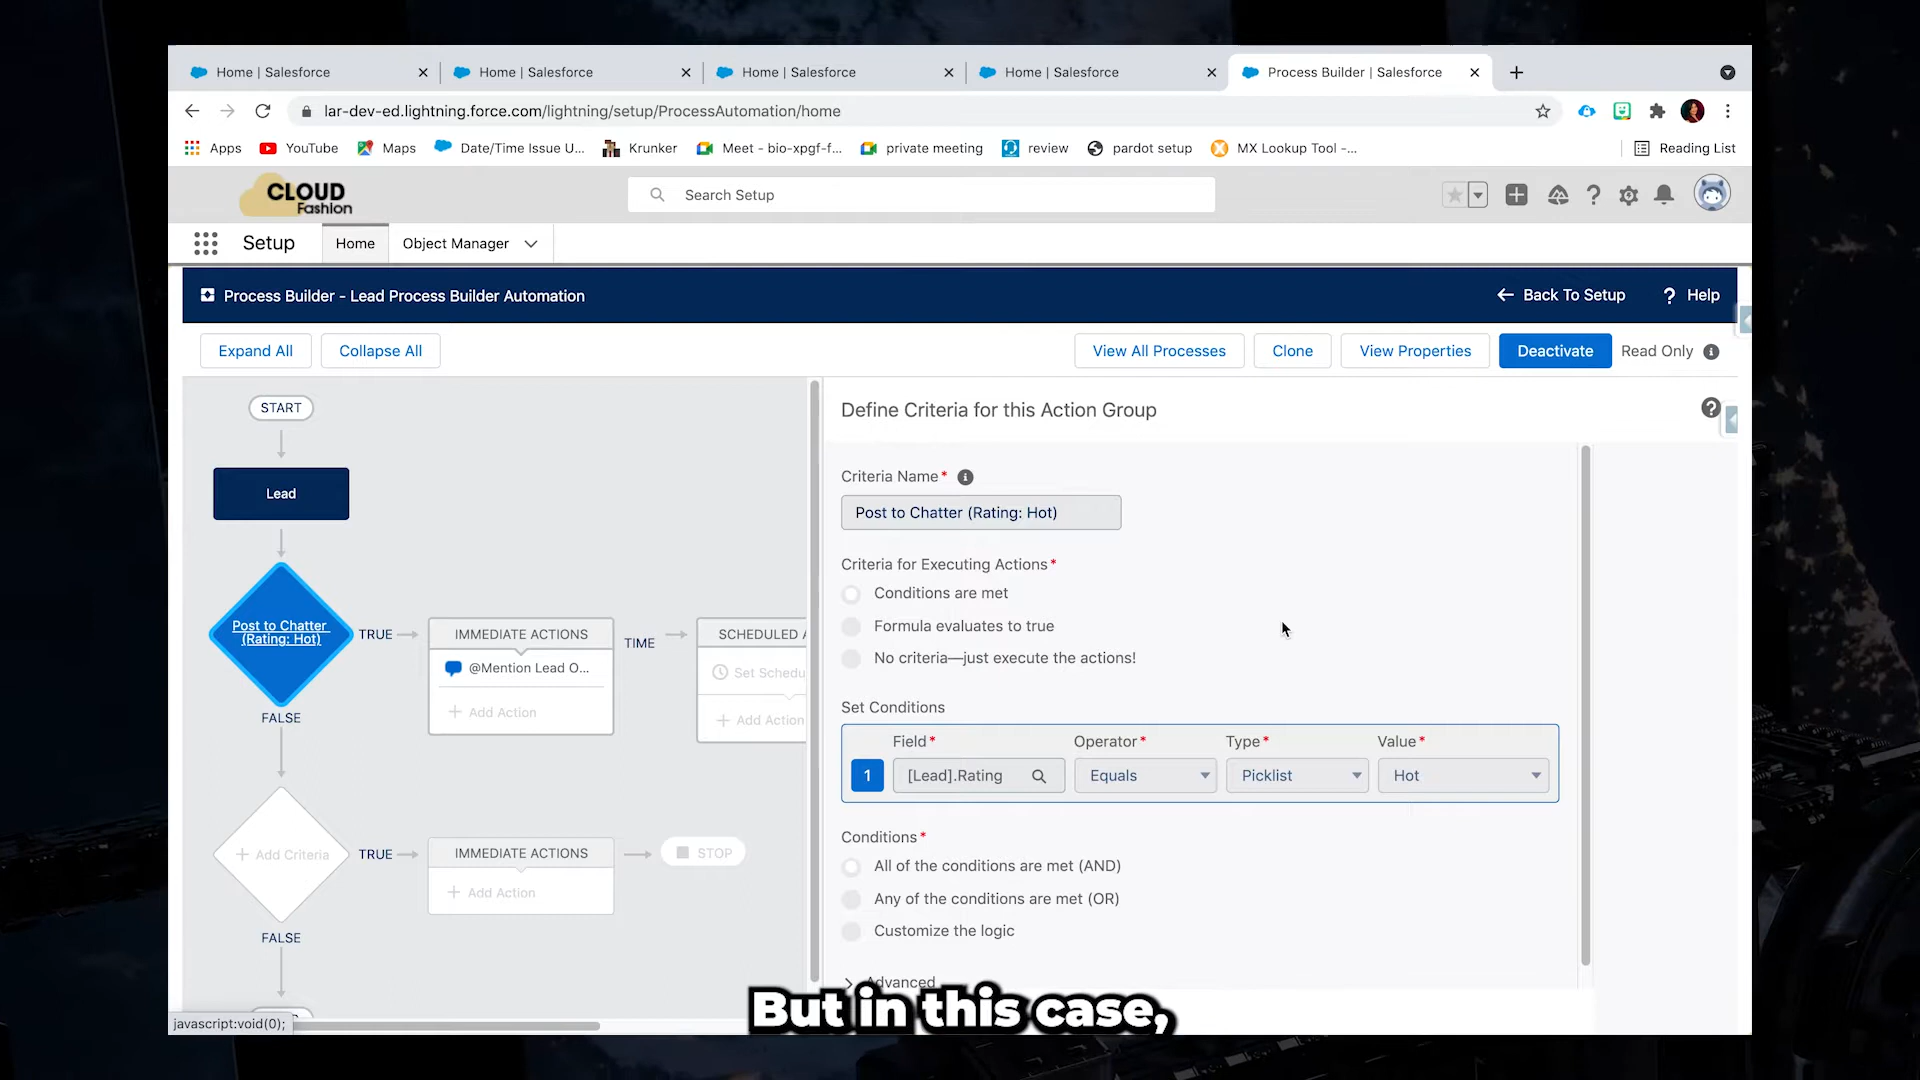 Home | Salesforce
Home | Salesforce
Home | Salesforce
Home | Salesforce
Process Builder | Salesforce
lar-dev-ed.lightning.force.com/lightning/setup/ProcessAutomation/home
Apps
YouTube
Maps
Date/Time Issue U...
Krunker
Meet - bio-xpgf-f...
private meeting
review
pardot setup
MX Lookup Tool -...
Reading List
CLOUD
Fashion
Search Setup
Setup
Home
Object Manager
Process Builder - Lead Process Builder Automation
Back To Setup
? Help
Expand All
Collapse All
View All Processes
Clone
View Properties
Deactivate
Read Only
START
Lead
Post to Chatter
(Rating: Hot)
TRUE
IMMEDIATE ACTIONS
@Mention Lead O...
+ Add Action
TIME
SCHEDULED A
Set Schedu
+ Add Action
FALSE
+ Add Criteria
TRUE
IMMEDIATE ACTIONS
+ Add Action
STOP
FALSE
Define Criteria for this Action Group
Criteria Name*
Post to Chatter (Rating: Hot)
Criteria for Executing Actions*
Conditions are met
Formula evaluates to true
No criteria—just execute the actions!
Set Conditions
Field*
Operator*
Type*
Value*
1
[Lead].Rating
Equals
Picklist
Hot
Conditions*
All of the conditions are met (AND)
Any of the conditions are met (OR)
Customize the logic
Advanced
But in this case,
javascript:void(0);